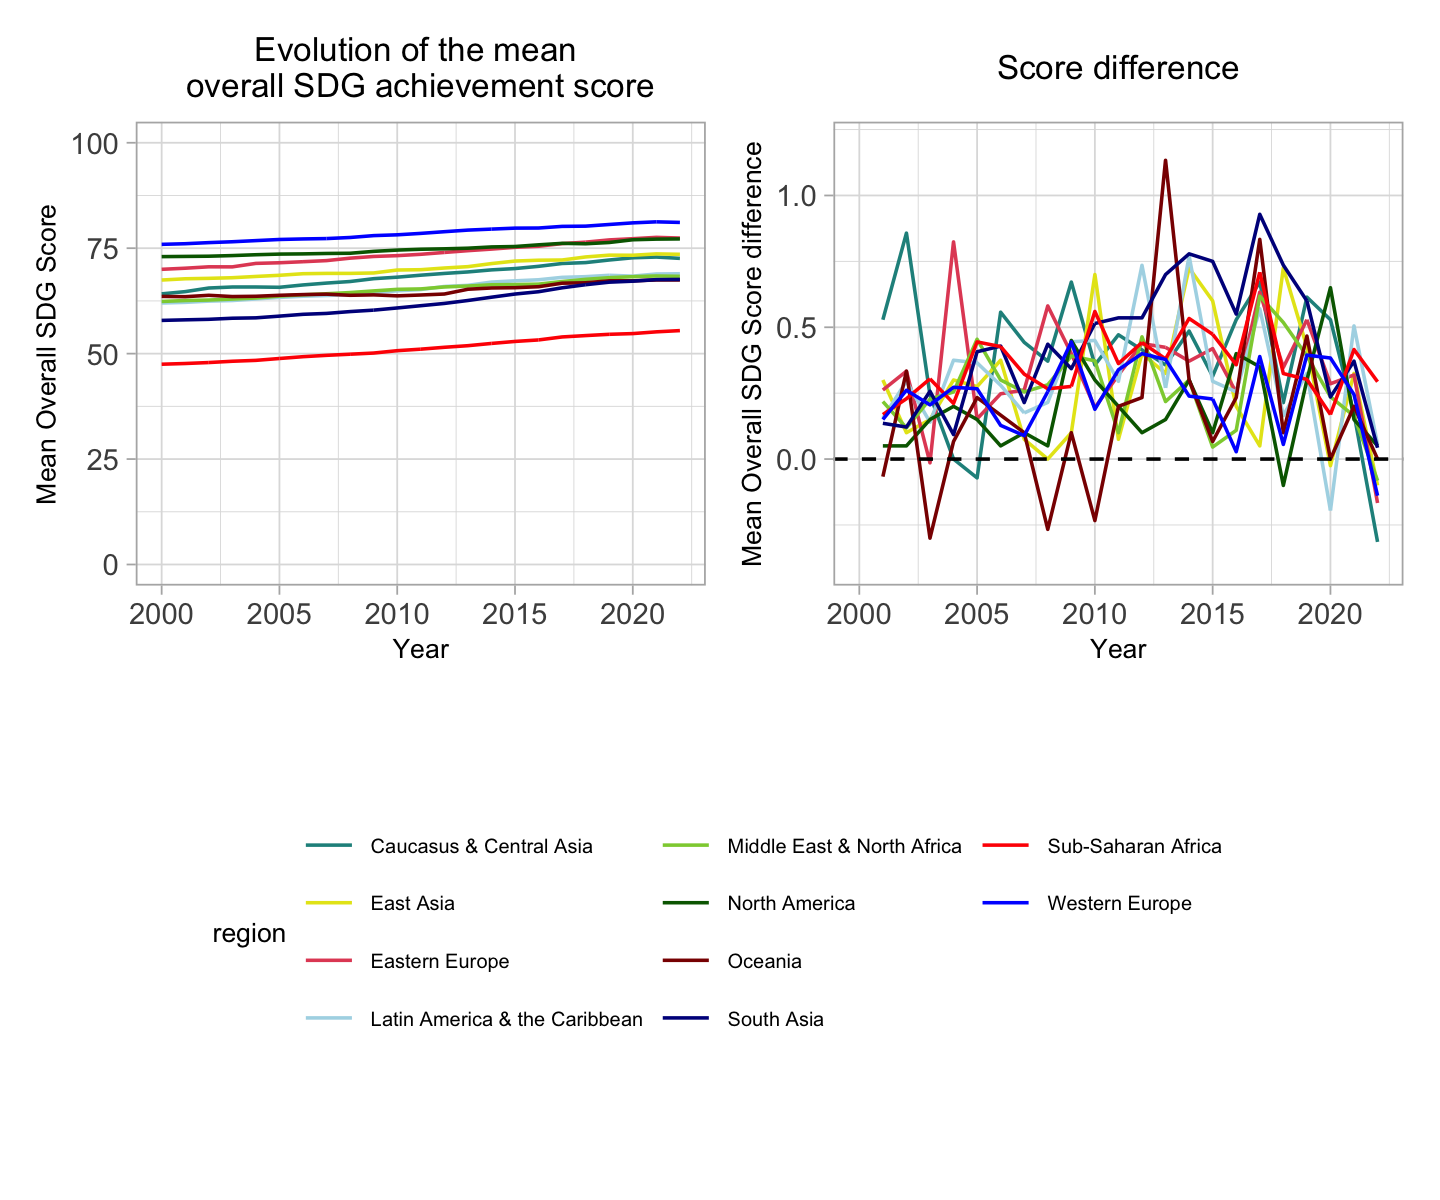 Evolution of the mean
overall SDG achievement score
Mean Overall SDG Score
100
75
50
25
0
2000 2005 2010 2015 2020
Year
Score difference
Mean Overall SDG Score difference
1.0
0.5
0.0
2000 2005 2010 2015 2020
Year
region
Caucasus & Central Asia
East Asia
Eastern Europe
Latin America & the Caribbean
Middle East & North Africa
North America
Oceania
South Asia
Sub-Saharan Africa
Western Europe